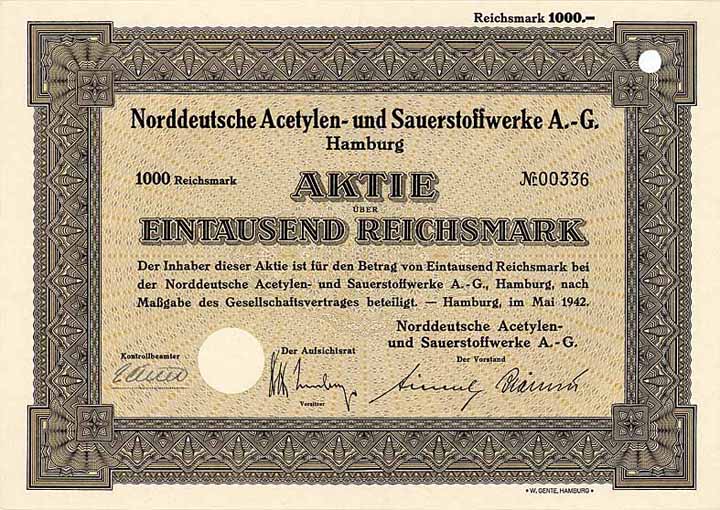 Reichsmark 1000.—
Norddeutsche Acetylen- und Sauerstoffwerke A.-G.
Hamburg
1000 Reichsmark AKTIE № 00336
ÜBER
EINTAUSEND REICHSMARK
Der Inhaber dieser Aktie ist für den Betrag von Eintausend Reichsmark bei
der Norddeutsche Acetylen- und Sauerstoffwerke A.-G., Hamburg, nach
Maßgabe des Gesellschaftsvertrages beteiligt. — Hamburg, im Mai 1942.
Norddeutsche Acetylen-
und Sauerstoffwerke A.-G.
Kontrollbeamter Der Aufsichtsrat Der Vorstand
Vorsitzer
• W. GENTE, HAMBURG •